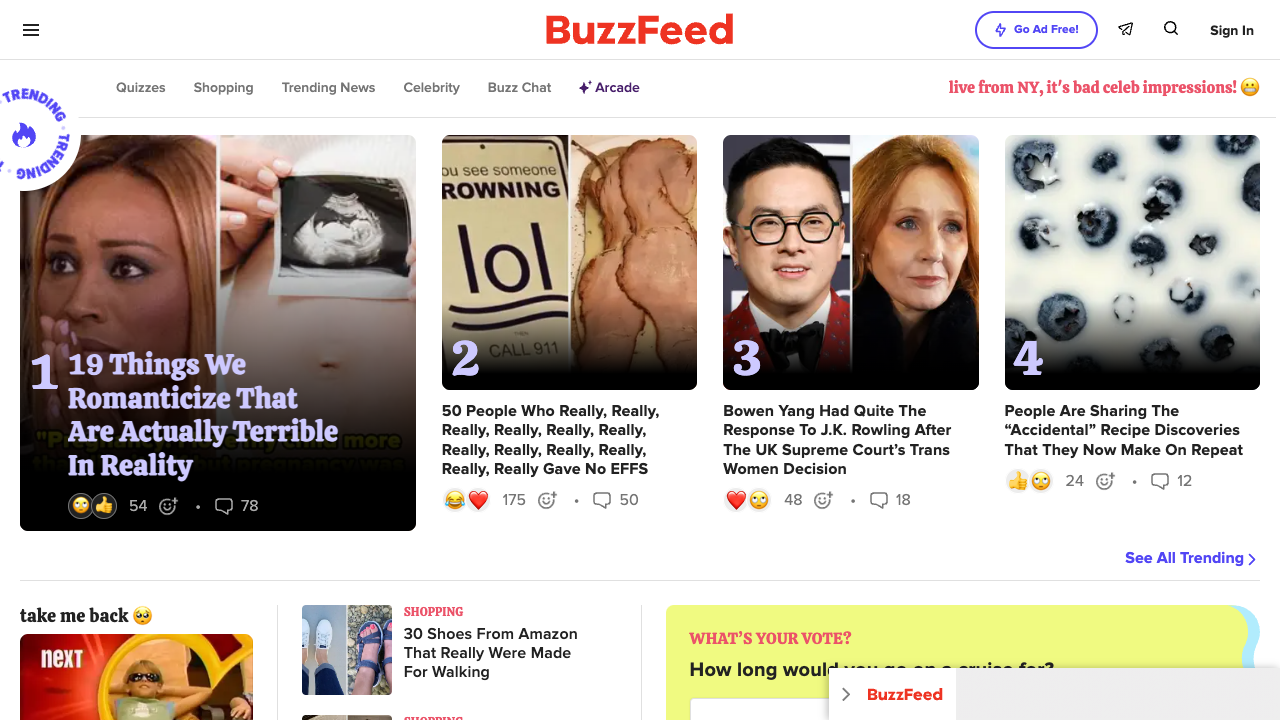 BuzzFeed
Go Ad Free!
Sign In
Quizzes
Shopping
Trending News
Celebrity
Buzz Chat
Arcade
live from NY, it's bad celeb impressions! 😬
TRENDING
TRENDING
1
19 Things We
Romanticize That
Are Actually Terrible
In Reality
54
•
78
ou see someone
ROWNING
lol
THEN
CALL 911
2
50 People Who Really, Really,
Really, Really, Really, Really,
Really, Really, Really, Really,
Really, Really Gave No EFFS
175
•
50
3
Bowen Yang Had Quite The
Response To J.K. Rowling After
The UK Supreme Court's Trans
Women Decision
48
•
18
4
People Are Sharing The
“Accidental” Recipe Discoveries
That They Now Make On Repeat
24
•
12
See All Trending
take me back 🥺
NEXT
SHOPPING
30 Shoes From Amazon
That Really Were Made
For Walking
SHOPPING
WHAT'S YOUR VOTE?
How long would you go on a cruise for?
BuzzFeed